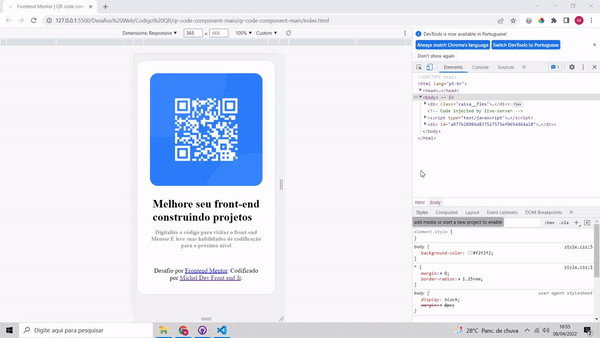 Frontend Mentor | QR code com
127.0.0.1:5500/Desafios%20Web/Codigo%20QR/qr-code-component-main/qr-code-component-main/index.html
Dimensions: Responsive 365 x 666 100% Custom
DevTools is now available in Portuguese!
Always match Chrome's language Switch DevTools to Portuguese
Don't show again
Elements Console Sources » 1
<!DOCTYPE html>
<html lang="pt-br">
<head>…</head>
<body> == $0
<div class="caixa__flex">…</div> flex
<!-- Code injected by live-server -->
<script type="text/javascript">…</script>
</body>
</html>
Melhore seu front-end
construindo projetos
Digitalize o código para visitar o front end
Mentor E leve suas habilidades de codificação
para o próximo nível
Desafio por Frontend Mentor. Codificado
por Michel Dev Front end Jr.
html body
Styles Computed Layout Event Listeners DOM Breakpoints »
add media or start a new project to enable :hov .cls +
element.style {
}
body { style.css:5
background-color: #f2f2f2;
}
* { style.css:1
margin: 0;
border-radius: 1.25rem;
}
body { user agent stylesheet
display: block;
margin: 8px;
}
Digite aqui para pesquisar
28°C Panc. de chuva
16:55
08/04/2022